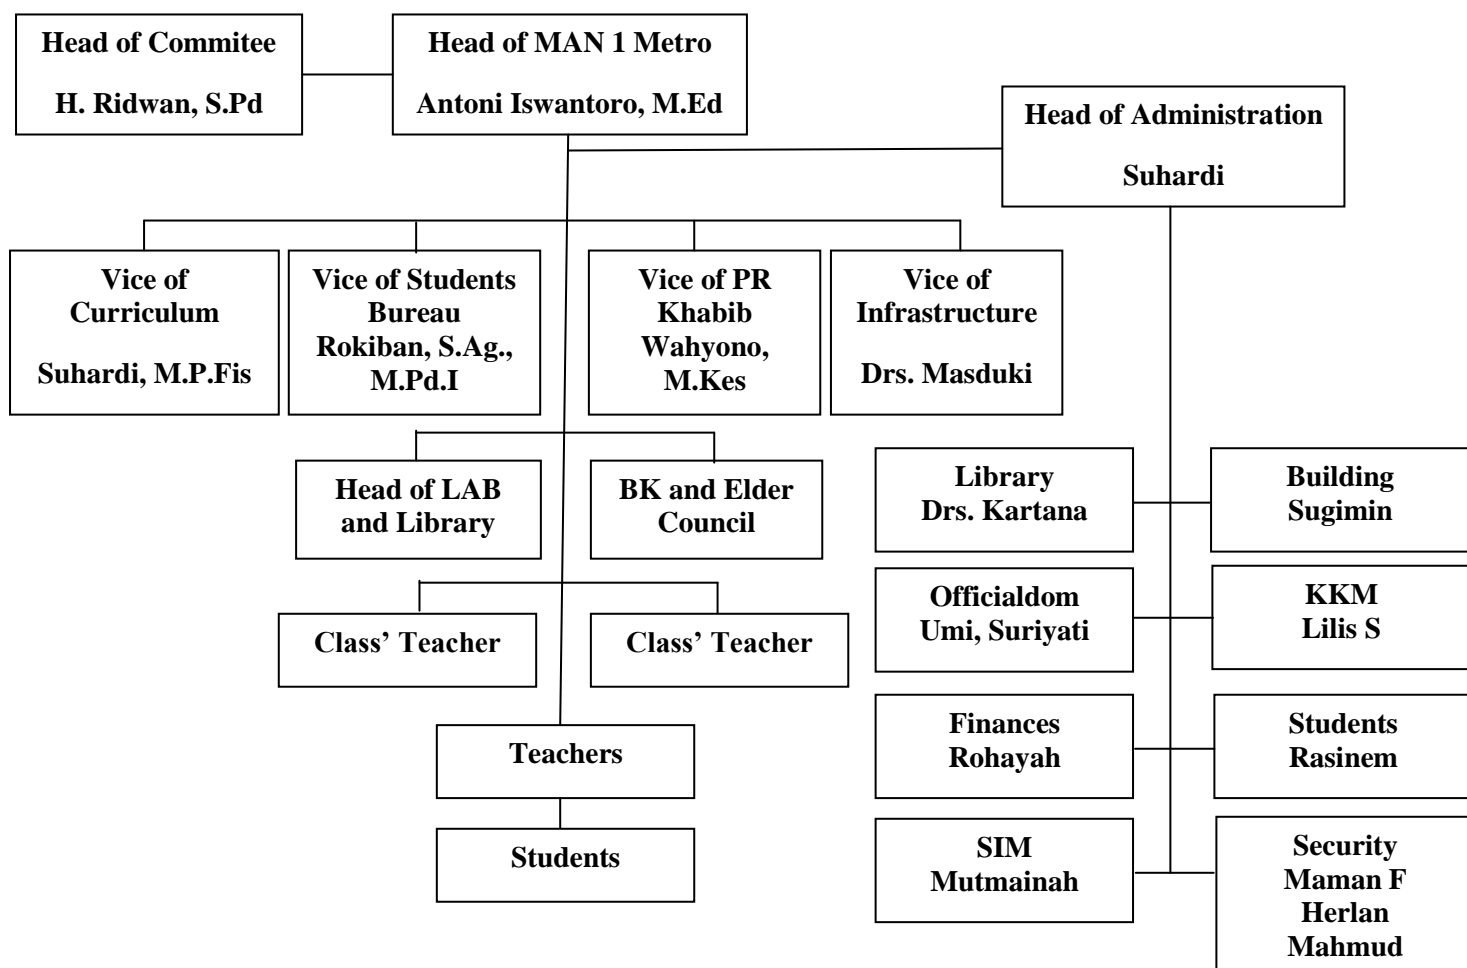 Head of Commitee
H. Ridwan, S.Pd
Head of MAN 1 Metro
Antoni Iswantoro, M.Ed
Head of Administration
Suhardi
Vice of
Curriculum
Suhardi, M.P.Fis
Vice of Students
Bureau
Rokiban, S.Ag.,
M.Pd.I
Vice of PR
Khabib
Wahyono,
M.Kes
Vice of
Infrastructure
Drs. Masduki
Head of LAB
and Library
BK and Elder
Council
Class’ Teacher
Class’ Teacher
Teachers
Students
Library
Drs. Kartana
Building
Sugimin
Officialdom
Umi, Suriyati
KKM
Lilis S
Finances
Rohayah
Students
Rasinem
SIM
Mutmainah
Security
Maman F
Herlan
Mahmud